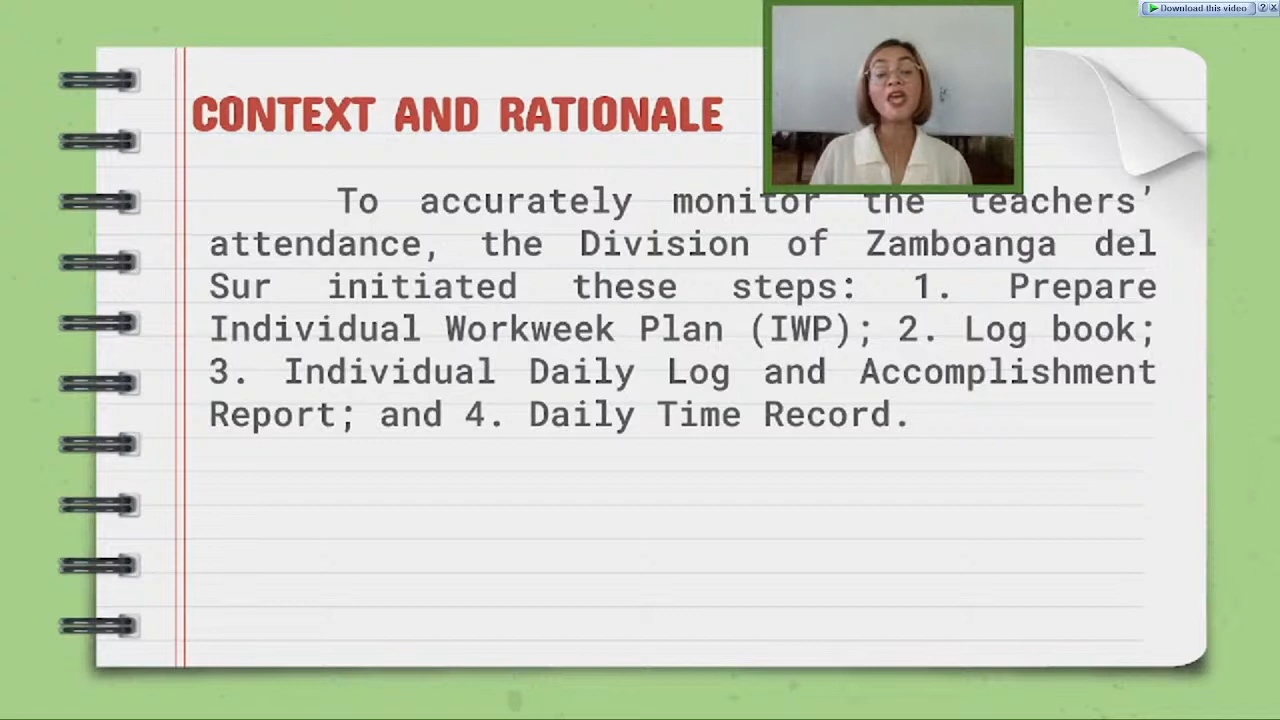 Download this video
CONTEXT AND RATIONALE
To accurately monitor the teachers’
attendance, the Division of Zamboanga del
Sur initiated these steps: 1. Prepare
Individual Workweek Plan (IWP); 2. Log book;
3. Individual Daily Log and Accomplishment
Report; and 4. Daily Time Record.